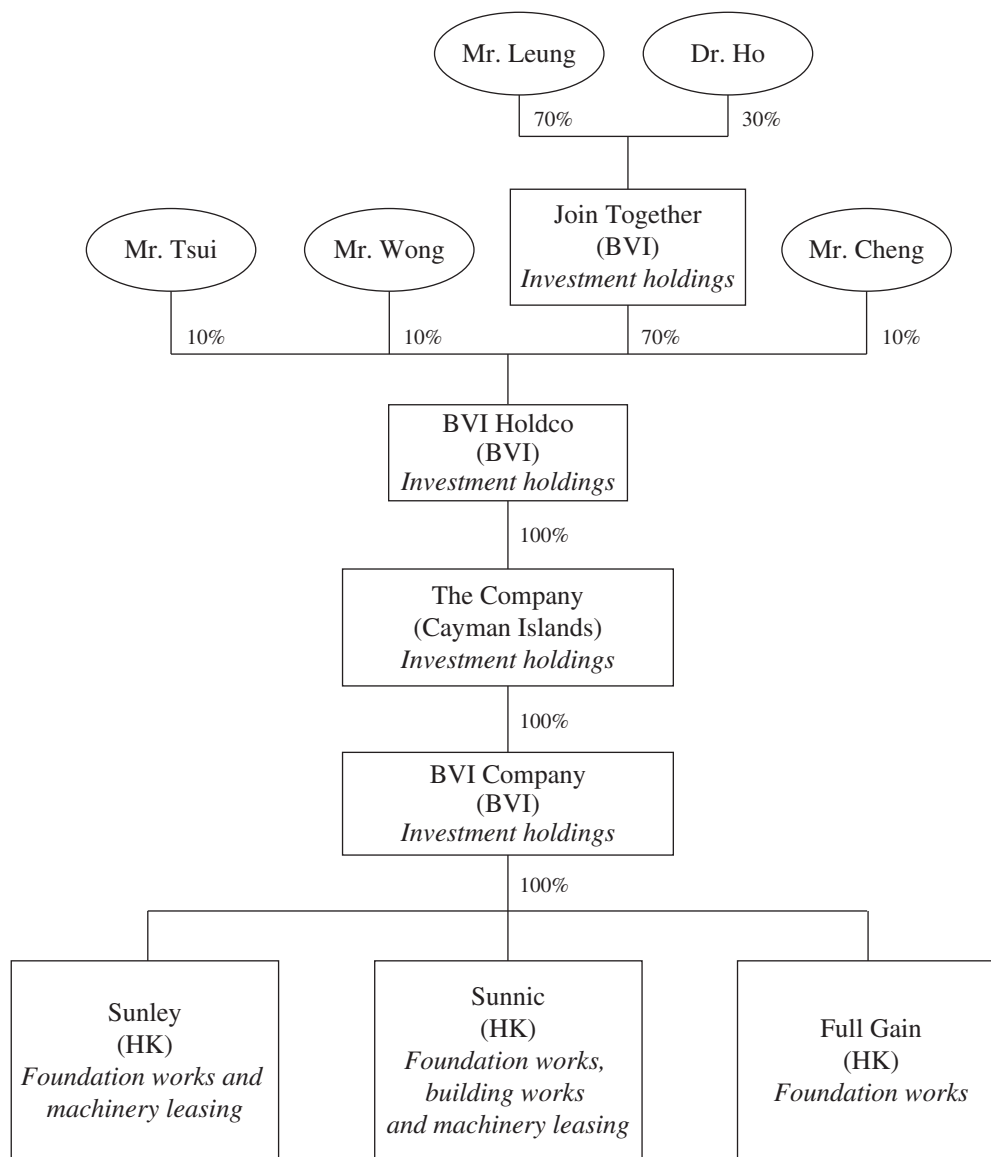 Mr. Leung
Dr. Ho
70%
30%
Join Together
(BVI)
Investment holdings
Mr. Tsui
Mr. Wong
Mr. Cheng
10%
10%
70%
10%
BVI Holdco
(BVI)
Investment holdings
100%
The Company
(Cayman Islands)
Investment holdings
100%
BVI Company
(BVI)
Investment holdings
100%
Sunley
(HK)
Foundation works and
machinery leasing
Sunnic
(HK)
Foundation works,
building works
and machinery leasing
Full Gain
(HK)
Foundation works